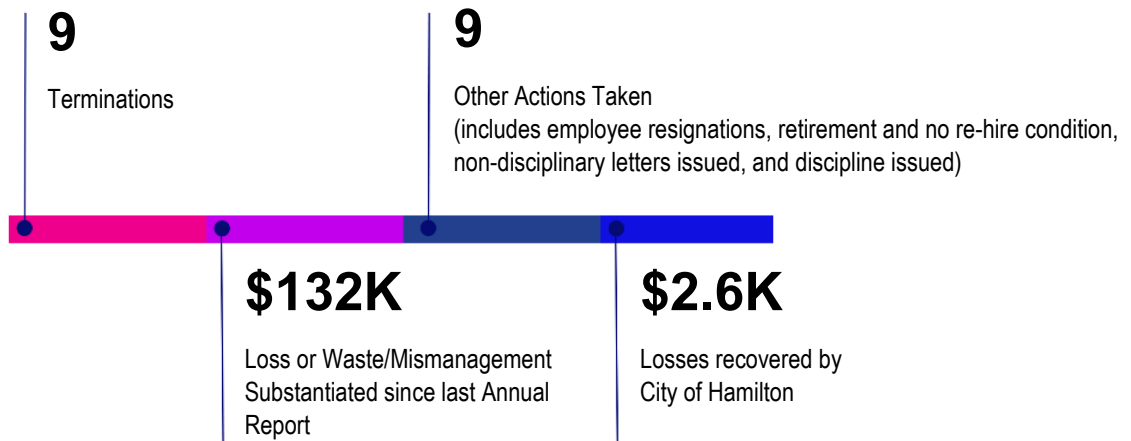 9
Terminations
9
Other Actions Taken
(includes employee resignations, retirement and no re-hire condition,
non-disciplinary letters issued, and discipline issued)
$132K
Loss or Waste/Mismanagement
Substantiated since last Annual
Report
$2.6K
Losses recovered by
City of Hamilton